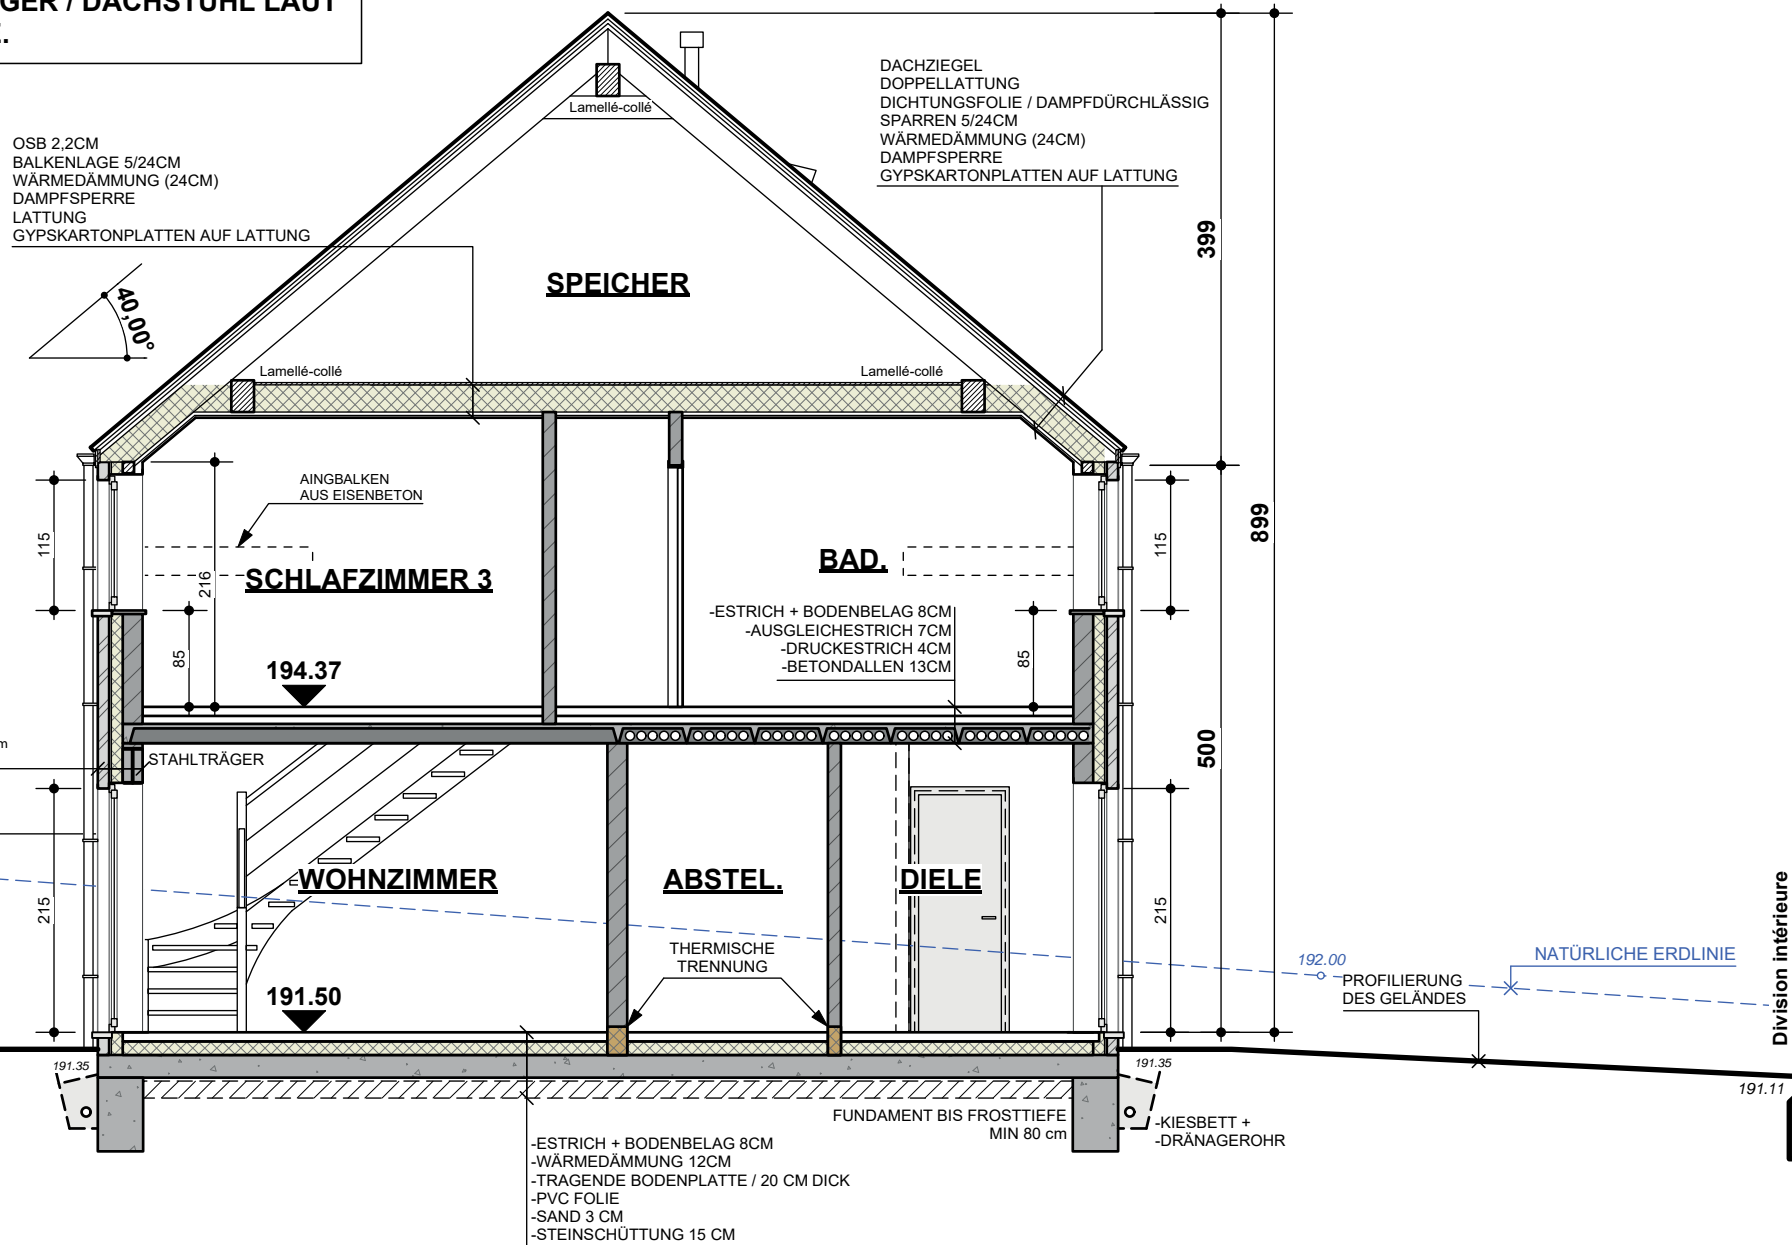 GER / DACHSTUHL LAUT
OSB 2,2CM
BALKENLAGE 5/24CM
WÄRMEDÄMMUNG (24CM)
DAMPFSPERRE
LATTUNG
GYPSKARTONPLATTEN AUF LATTUNG
DACHZIEGEL
DOPPELLATTUNG
DICHTUNGSFOLIE / DAMPFDÜRCHLÄSSIG
SPARREN 5/24CM
WÄRMEDÄMMUNG (24CM)
DAMPFSPERRE
GYPSKARTONPLATTEN AUF LATTUNG
Lamellé-collé
40,00°
SPEICHER
399
Lamellé-collé
Lamellé-collé
AINGBALKEN
AUS EISENBETON
115
216
SCHLAFZIMMER 3
BAD.
115
899
-ESTRICH + BODENBELAG 8CM
-AUSGLEICHESTRICH 7CM
-DRUCKESTRICH 4CM
-BETONDALLEN 13CM
85
85
194.37
m
STAHLTRÄGER
500
WOHNZIMMER
ABSTEL.
DIELE
215
215
THERMISCHE
TRENNUNG
191.50
192.00
NATÜRLICHE ERDLINIE
PROFILIERUNG
DES GELÄNDES
Division intérieure
191.35
191.35
191.11
FUNDAMENT BIS FROSTTIEFE
MIN 80 cm
-KIESBETT +
-DRÄNAGEROHR
-ESTRICH + BODENBELAG 8CM
-WÄRMEDÄMMUNG 12CM
-TRAGENDE BODENPLATTE / 20 CM DICK
-PVC FOLIE
-SAND 3 CM
-STEINSCHÜTTUNG 15 CM